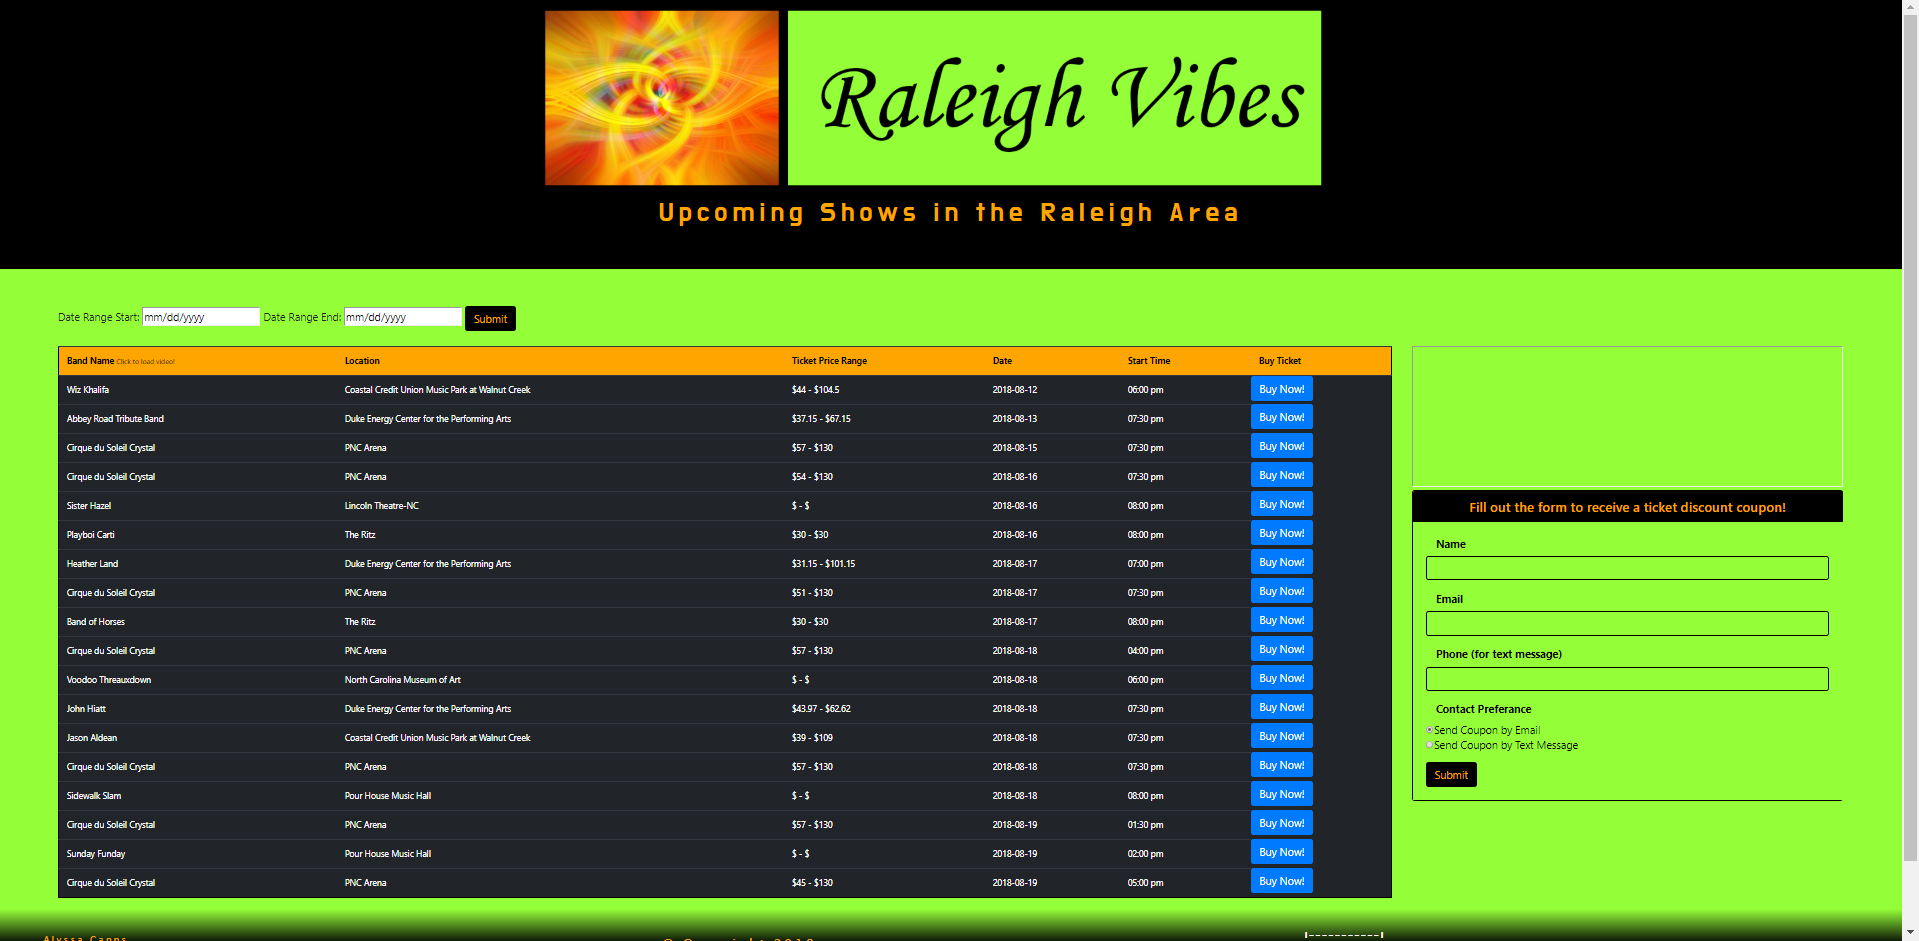 Raleigh Vibes
Upcoming Shows in the Raleigh Area
Date Range Start: mm/dd/yyyy Date Range End: mm/dd/yyyy Submit
Band Name Click to load video! Location Ticket Price Range Date Start Time Buy Ticket
Wiz Khalifa Coastal Credit Union Music Park at Walnut Creek $44 - $104.5 2018-08-12 06:00 pm Buy Now!
Abbey Road Tribute Band Duke Energy Center for the Performing Arts $37.15 - $67.15 2018-08-13 07:30 pm Buy Now!
Cirque du Soleil Crystal PNC Arena $57 - $130 2018-08-15 07:30 pm Buy Now!
Cirque du Soleil Crystal PNC Arena $54 - $130 2018-08-16 07:30 pm Buy Now!
Sister Hazel Lincoln Theatre-NC $ - $ 2018-08-16 08:00 pm Buy Now!
Playboi Carti The Ritz $30 - $30 2018-08-16 08:00 pm Buy Now!
Heather Land Duke Energy Center for the Performing Arts $31.15 - $101.15 2018-08-17 07:00 pm Buy Now!
Cirque du Soleil Crystal PNC Arena $51 - $130 2018-08-17 07:30 pm Buy Now!
Band of Horses The Ritz $30 - $30 2018-08-17 08:00 pm Buy Now!
Cirque du Soleil Crystal PNC Arena $57 - $130 2018-08-18 04:00 pm Buy Now!
Voodoo Threauxdown North Carolina Museum of Art $ - $ 2018-08-18 06:00 pm Buy Now!
John Hiatt Duke Energy Center for the Performing Arts $43.97 - $62.62 2018-08-18 07:30 pm Buy Now!
Jason Aldean Coastal Credit Union Music Park at Walnut Creek $39 - $109 2018-08-18 07:30 pm Buy Now!
Cirque du Soleil Crystal PNC Arena $57 - $130 2018-08-18 07:30 pm Buy Now!
Sidewalk Slam Pour House Music Hall $ - $ 2018-08-18 08:00 pm Buy Now!
Cirque du Soleil Crystal PNC Arena $57 - $130 2018-08-19 01:30 pm Buy Now!
Sunday Funday Pour House Music Hall $ - $ 2018-08-19 02:00 pm Buy Now!
Cirque du Soleil Crystal PNC Arena $45 - $130 2018-08-19 05:00 pm Buy Now!
Fill out the form to receive a ticket discount coupon!
Name
Email
Phone (for text message)
Contact Preferance
Send Coupon by Email
Send Coupon by Text Message
Submit
Alyssa Capps
© Copyright 2018